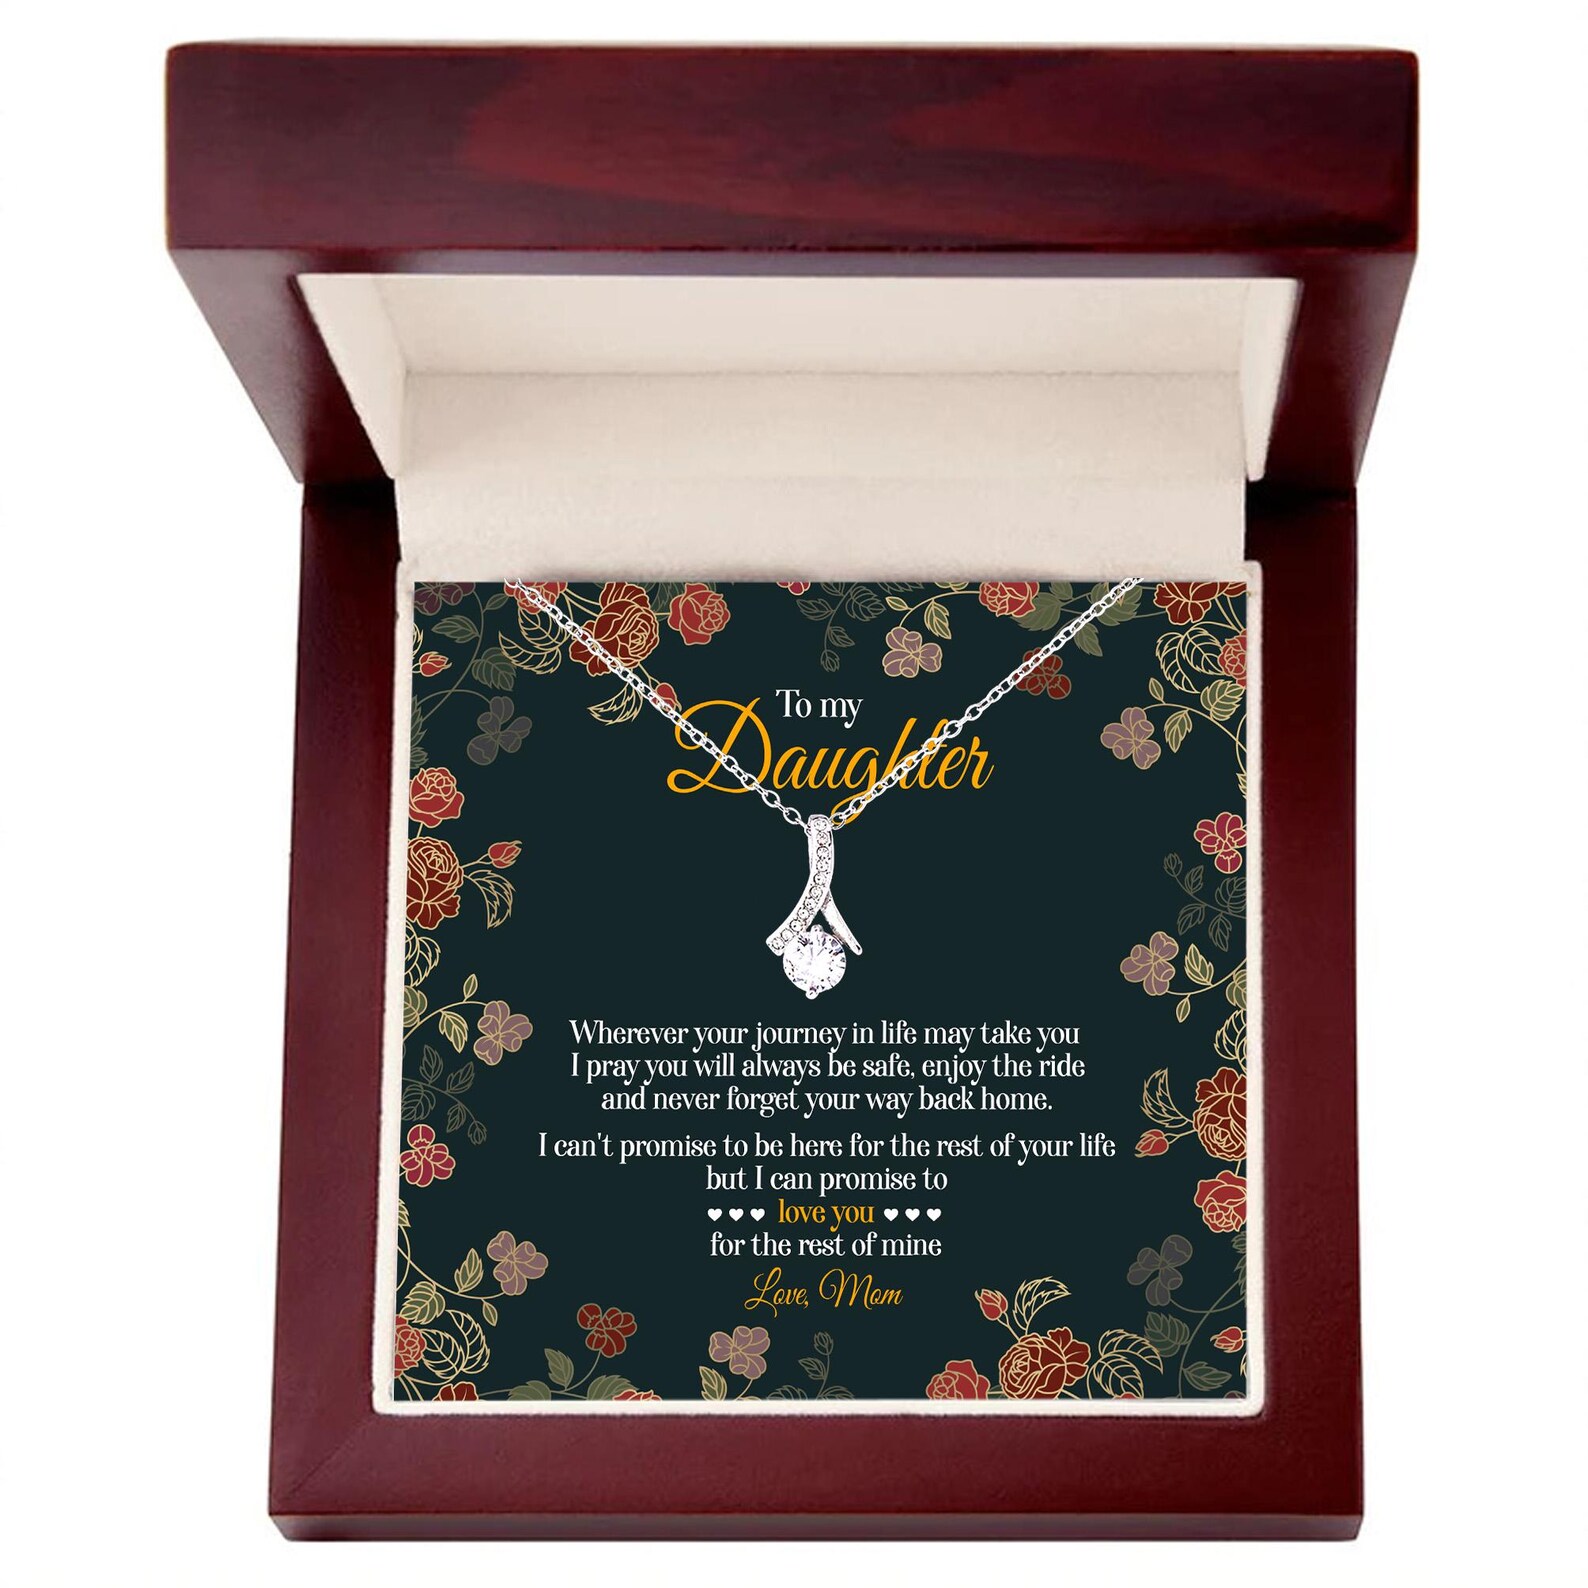 To my
Daughter
Wherever your journey in life may take you
I pray you will always be safe, enjoy the ride
and never forget your way back home.
I can't promise to be here for the rest of your life
but I can promise to
♥ ♥ ♥ love you ♥ ♥ ♥
for the rest of mine
Love, Mom